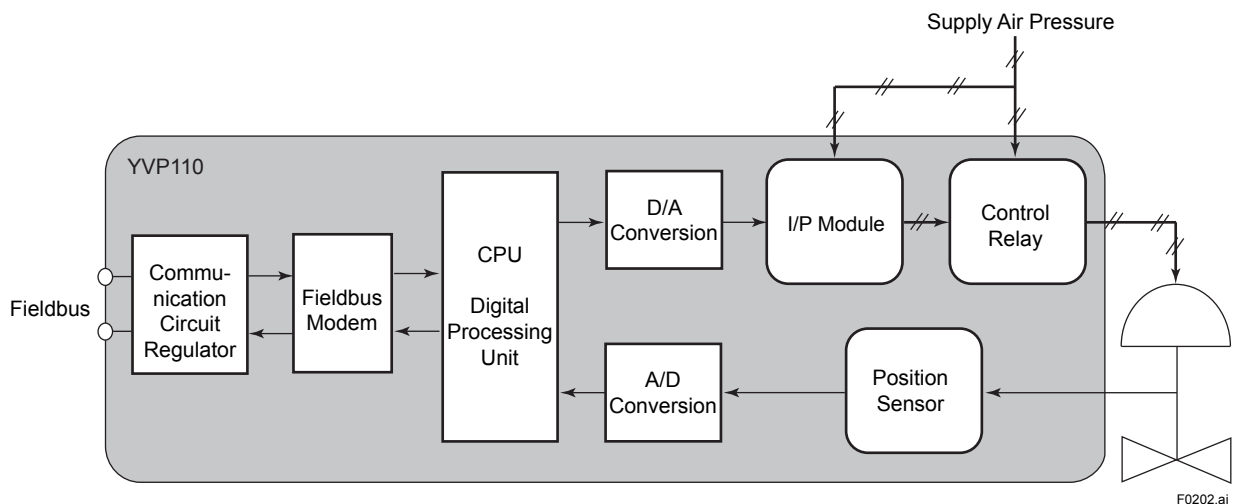 Supply Air Pressure
YVP110
D/A
Conversion
I/P Module
Control
Relay
CPU
Digital
Processing
Unit
Commu-
nication
Circuit
Regulator
Fieldbus
Modem
Fieldbus
A/D
Conversion
Position
Sensor
F0202.ai